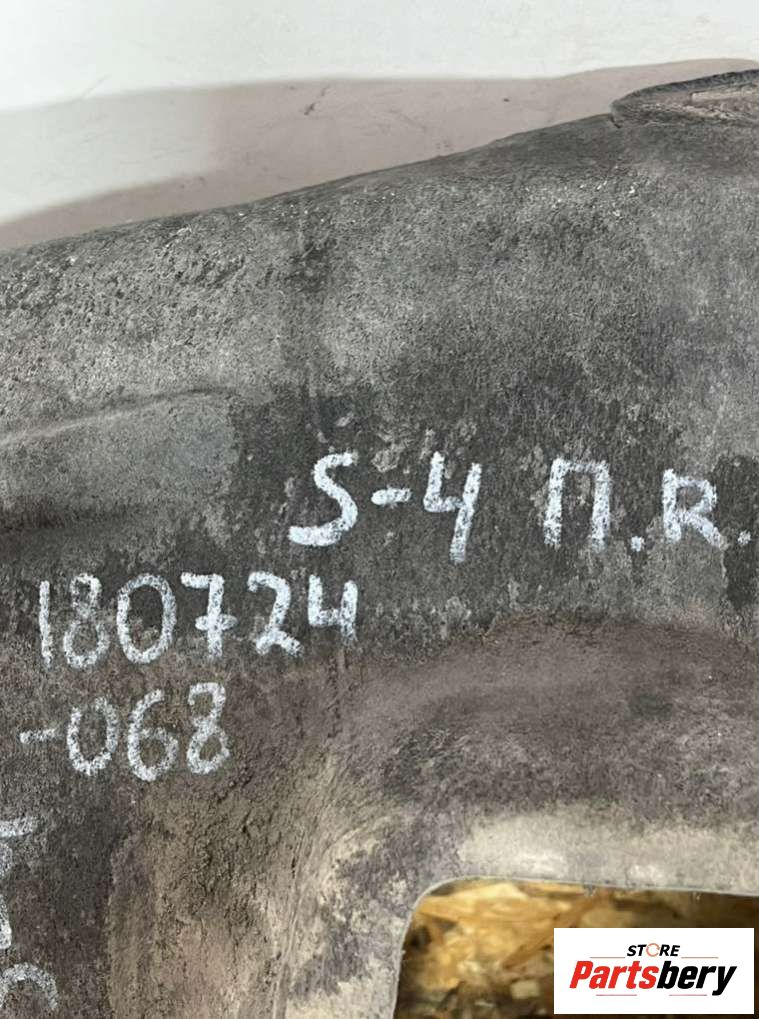 S-4 П.R.
180724
-068
STORE
Partsbery